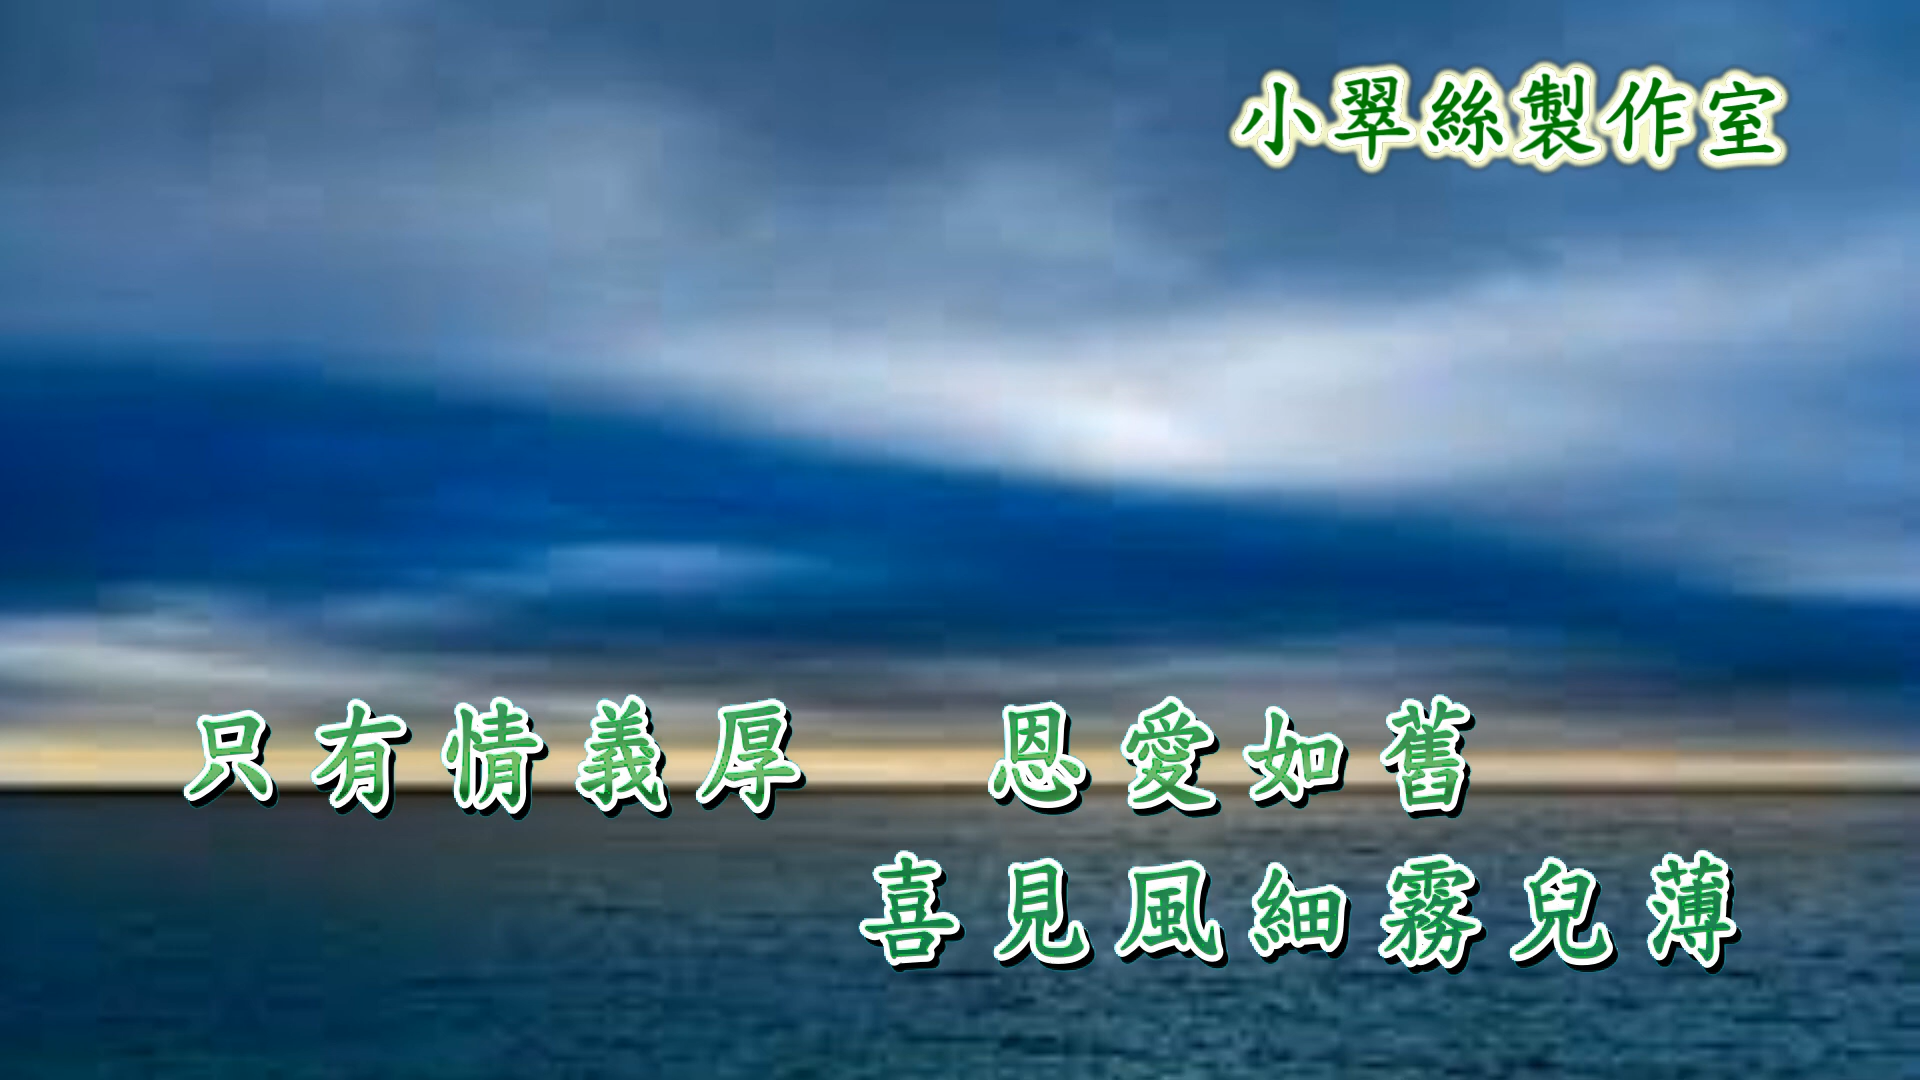 小翠絲製作室
只有情義厚 恩愛如舊
喜見風細霧兒薄